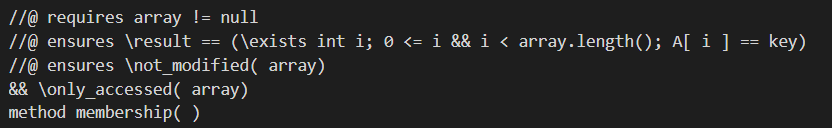 //@ requires array != null
//@ ensures \result == (\exists int i; 0 <= i && i < array.length(); A[ i ] == key)
//@ ensures \not_modified( array)
&& \only_accessed( array)
method membership( )